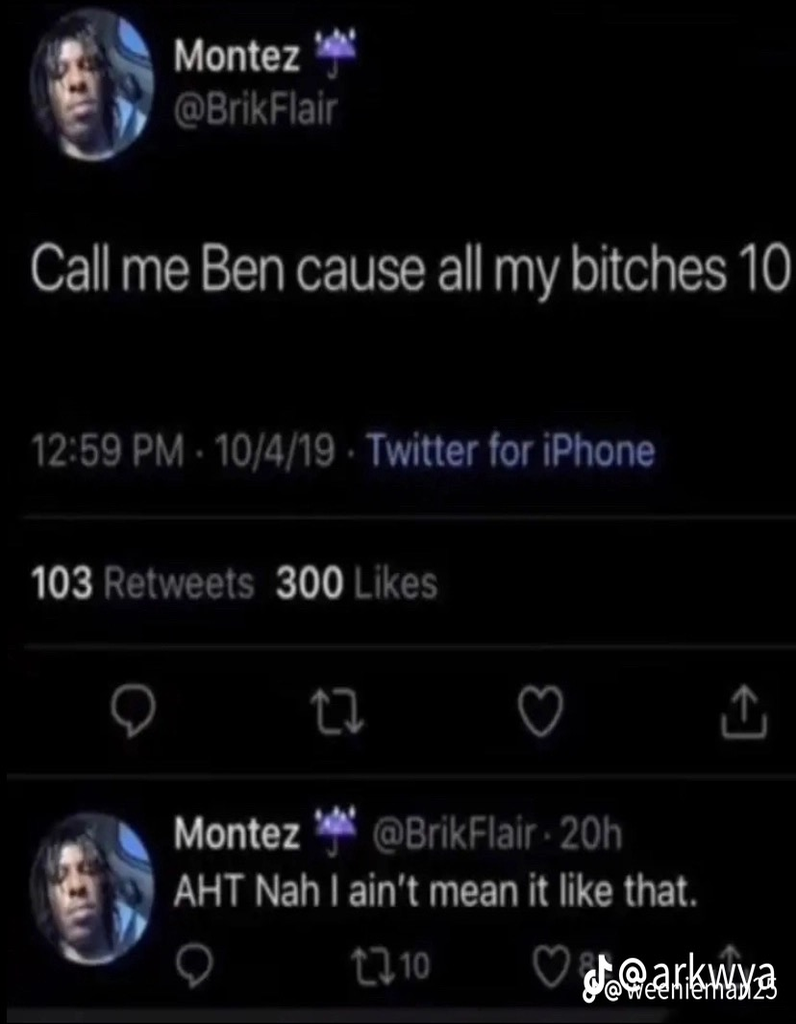 Montez ☔
@BrikFlair
Call me Ben cause all my bitches 10
12:59 PM · 10/4/19 · Twitter for iPhone
103 Retweets 300 Likes
Montez ☔ @BrikFlair · 20h
AHT Nah I ain't mean it like that.
10
@arkwya
@weenieman25